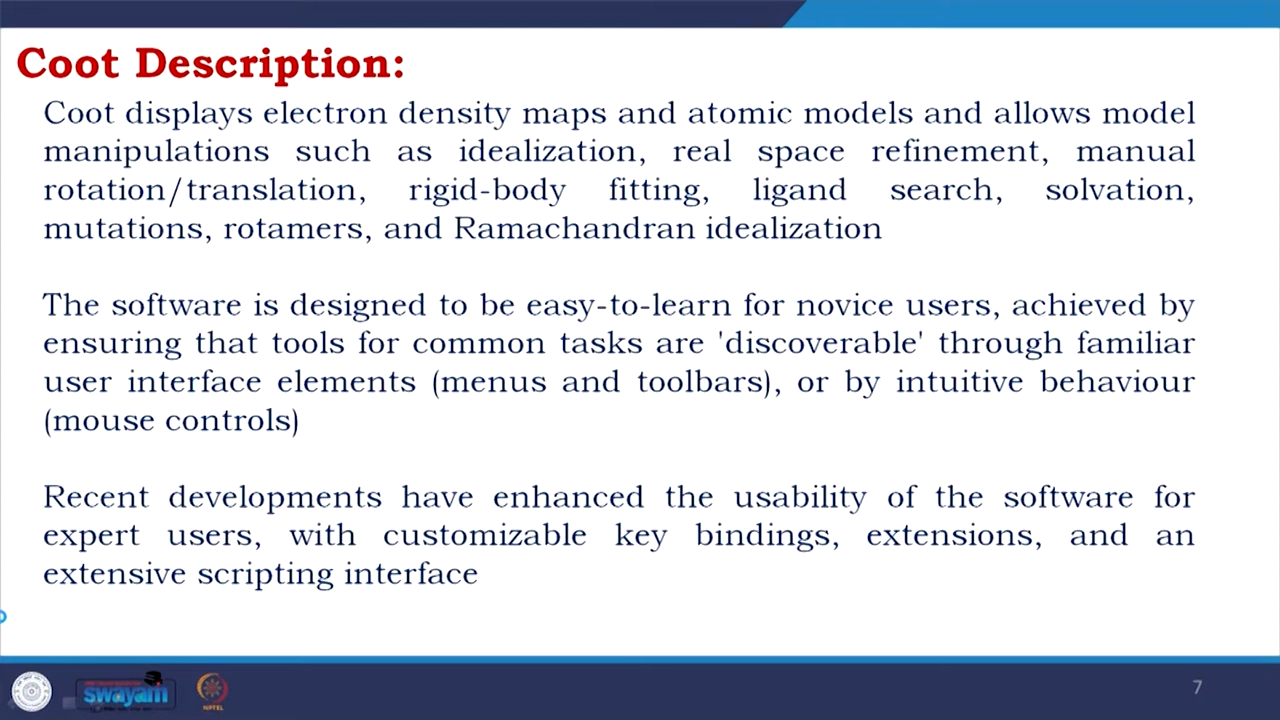 Coot Description:
Coot displays electron density maps and atomic models and allows model
manipulations such as idealization, real space refinement, manual
rotation/translation, rigid-body fitting, ligand search, solvation,
mutations, rotamers, and Ramachandran idealization
The software is designed to be easy-to-learn for novice users, achieved by
ensuring that tools for common tasks are 'discoverable' through familiar
user interface elements (menus and toolbars), or by intuitive behaviour
(mouse controls)
Recent developments have enhanced the usability of the software for
expert users, with customizable key bindings, extensions, and an
extensive scripting interface
swayam
NPTEL
7